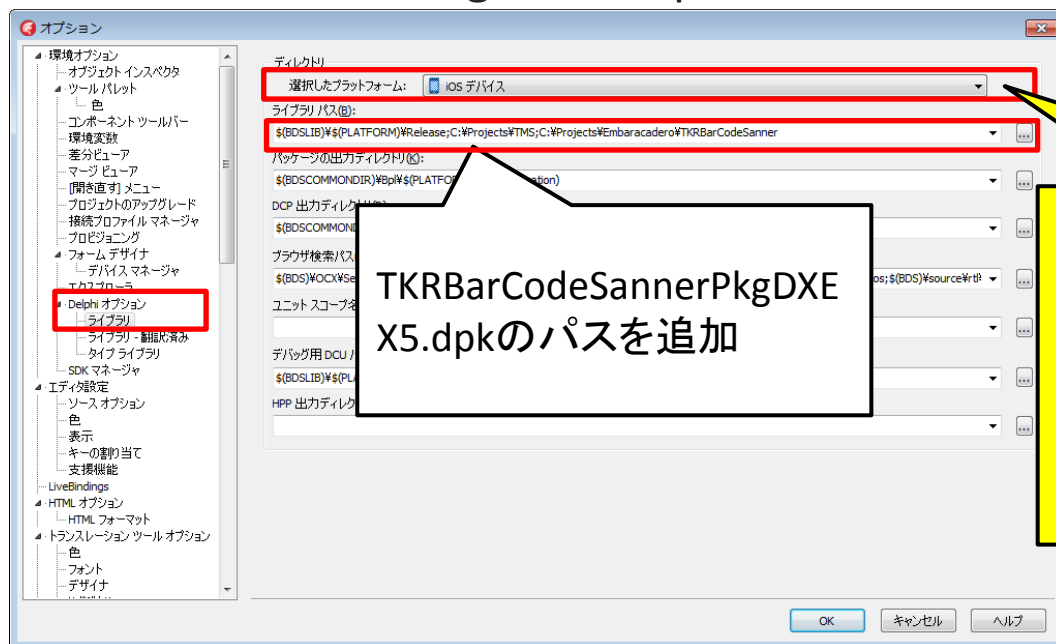 オプション
環境オプション
オブジェクト インスペクタ
ツール パレット
色
コンポーネント ツールバー
環境変数
差分ビューア
マージ ビューア
[開き直す] メニュー
プロジェクトのアップグレード
接続プロファイル マネージャ
プロビジョニング
フォーム デザイナ
デバイス マネージャ
エクスプローラ
Delphi オプション
ライブラリ
ライブラリ - 翻訳済み
タイプ ライブラリ
SDK マネージャ
エディタ設定
ソース オプション
色
表示
キーの割り当て
支援機能
LiveBindings
HTML オプション
HTML フォーマット
トランスレーション ツール オプション
色
フォント
デザイナ
ディレクトリ
選択したプラットフォーム: iOS デバイス
ライブラリ パス(B):
$(BDSLIB)¥$(PLATFORM)¥Release;C:¥Projects¥TMS;C:¥Projects¥Embaracadero¥TKRBarCodeSanner ...
パッケージの出力ディレクトリ(K):
$(BDSCOMMONDIR)¥Bpl¥$(PLATFO ation) ...
DCP 出力ディレク
$(BDSCOMMOND ...
ブラウザ検索パス
$(BDS)¥OCX¥Se os;$(BDS)¥source¥rtl¥ ...
ユニット スコープ名
...
デバッグ用 DCU パ
$(BDSLIB)¥$(PL ...
HPP 出力ディレク
...
TKRBarCodeSannerPkgDXE
X5.dpkのパスを追加
OK キャンセル ヘルプ